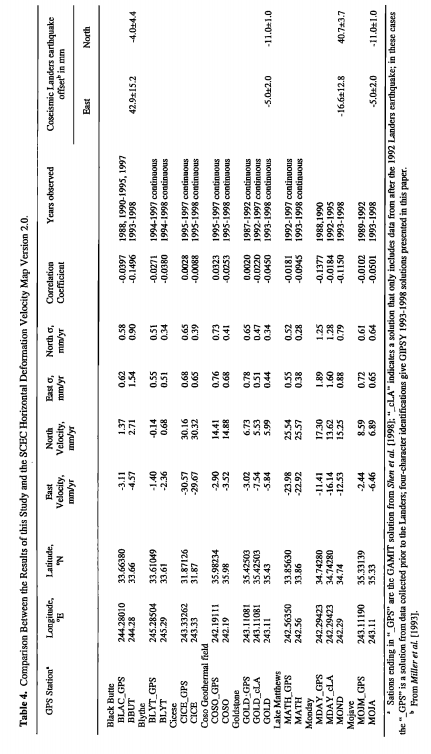 Table 4. Comparison Between the Results of this Study and the SCEC Horizontal Deformation Velocity Map Version 2.0.
GPS Station^a Longitude, °E Latitude, °N East Velocity, mm/yr North Velocity, mm/yr East σ, mm/yr North σ, mm/yr Correlation Coefficient Years observed Coseismic Landers earthquake offset^b in mm
East North
Black Butte
BLAC_GPS 244.28010 33.66380 -3.11 1.37 0.62 0.58 -0.0397 1988, 1990-1995, 1997
BBUT 244.28 33.66 -4.57 2.71 1.54 0.90 -0.1496 1993-1998 42.9±15.2 -4.0±4.4
Blythe
BLYT_GPS 245.28504 33.61049 -1.40 -0.14 0.55 0.51 -0.0271 1994-1997 continuous
BLYT 245.29 33.61 -2.36 0.68 0.51 0.34 -0.0380 1994-1998 continuous
Cicese
CICE_GPS 243.33262 31.87126 -30.57 30.16 0.68 0.65 0.0028 1995-1997 continuous
CICE 243.33 31.87 -29.67 30.32 0.65 0.39 -0.0088 1995-1998 continuous
Coso Geothermal field
COSO_GPS 242.19111 35.98234 -2.90 14.41 0.76 0.73 0.0323 1995-1997 continuous
COSO 242.19 35.98 -3.52 14.88 0.68 0.41 -0.0253 1995-1998 continuous
Goldstone
GOLD_GPS 243.11081 35.42503 -3.02 6.73 0.78 0.65 0.0020 1987-1992 continuous
GOLD_cLA 243.11081 35.42503 -7.54 5.53 0.51 0.47 -0.0220 1992-1997 continuous
GOLD 243.11 35.43 -5.84 5.99 0.44 0.34 -0.0450 1993-1998 continuous -5.0±2.0 -11.0±1.0
Lake Matthews
MATH_GPS 242.56350 33.85630 -23.98 25.54 0.55 0.52 -0.0181 1992-1997 continuous
MATH 242.56 33.86 -22.92 25.57 0.38 0.28 -0.0945 1993-1998 continuous
Monday
MDAY_GPS 242.29423 34.74280 -11.41 17.30 1.89 1.25 -0.1377 1988,1990
MDAY_cLA 242.29423 34.74280 -16.14 13.62 1.60 1.28 -0.0184 1992-1995
MOND 242.29 34.74 -12.53 15.25 0.88 0.79 -0.1150 1993-1998 -16.6±12.8 40.7±3.7
Mojave
MOJM_GPS 243.11190 35.33139 -2.44 8.59 0.72 0.61 -0.0102 1989-1992
MOJA 243.11 35.33 -6.46 6.89 0.65 0.64 -0.0501 1993-1998 -5.0±2.0 -11.0±1.0
^a Sations ending in "_GPS" are the GAMIT solution from Shen et al. [1998]; "_cLA" indicates a solution that only includes data from after the 1992 Landers earthquake; in these cases
the "_GPS" is a solution from data collected prior to the Landers; four-character identifications give GIPSY 1993-1998 solutions presented in this paper.
^b From Miller et al. [1993].